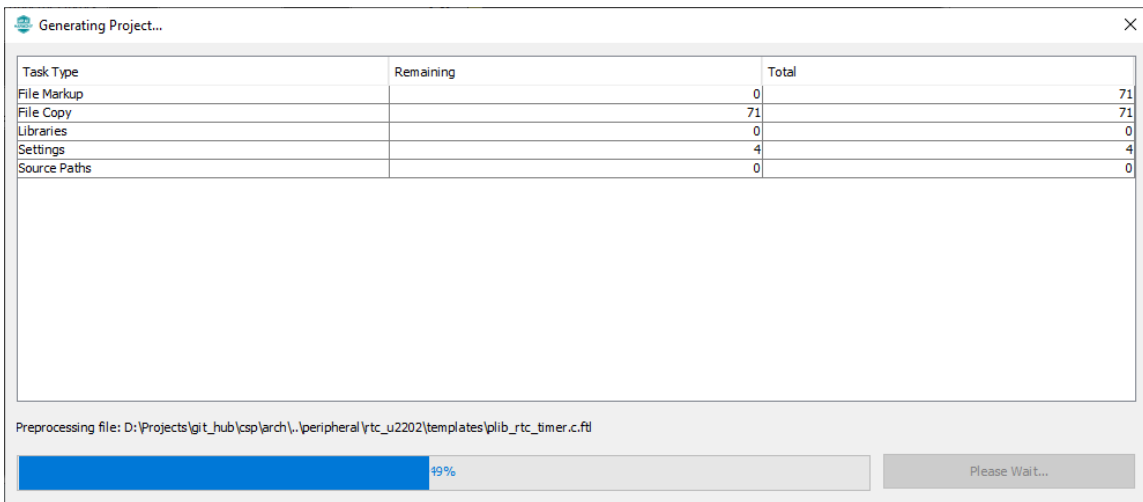 Generating Project...
Task Type Remaining Total
File Markup 0 71
File Copy 71 71
Libraries 0 0
Settings 4 4
Source Paths 0 0
Preprocessing file: D:\Projects\git_hub\csp\arch\..\peripheral\rtc_u2202\templates\plib_rtc_timer.c.ftl
49%
Please Wait...